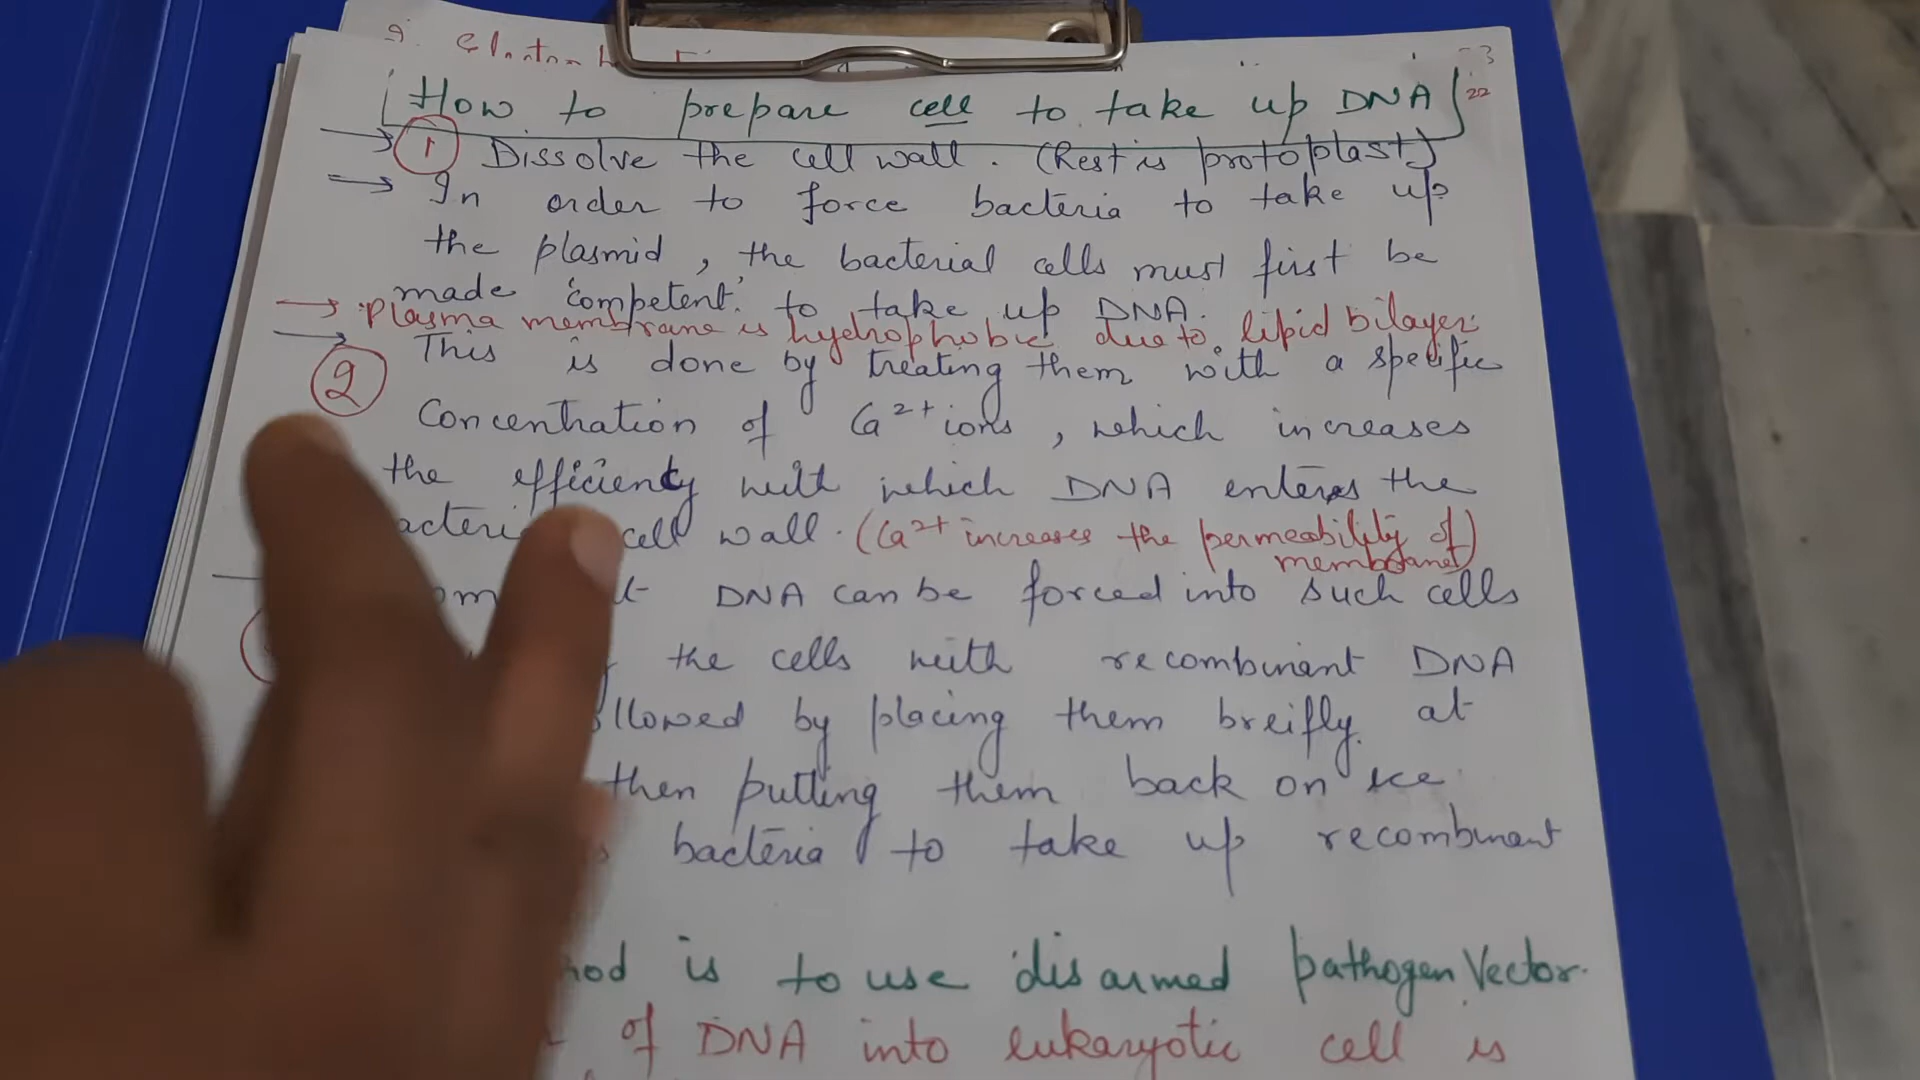 How to prepare cell to take up DNA
22
1 Dissolve the cell wall. (Rest is protoplast)
→ In order to force bacteria to take up
the plasmid, the bacterial cells must first be
made 'competent' to take up DNA.
→ Plasma membrane is hydrophobic due to lipid bilayer.
→ This is done by treating them with a specific
2
Concentration of Ca2+ ions, which increases
the efficiency with which DNA enteres the
cell wall. (Ca2+ increases the permeability of)
membrane)
DNA can be forced into such cells
the cells with recombinant DNA
by placing them breifly at
then putting them back on ice
bacteria to take up recombinant
is to use disarmed pathogen Vector.
of DNA into eukaryotic cell is